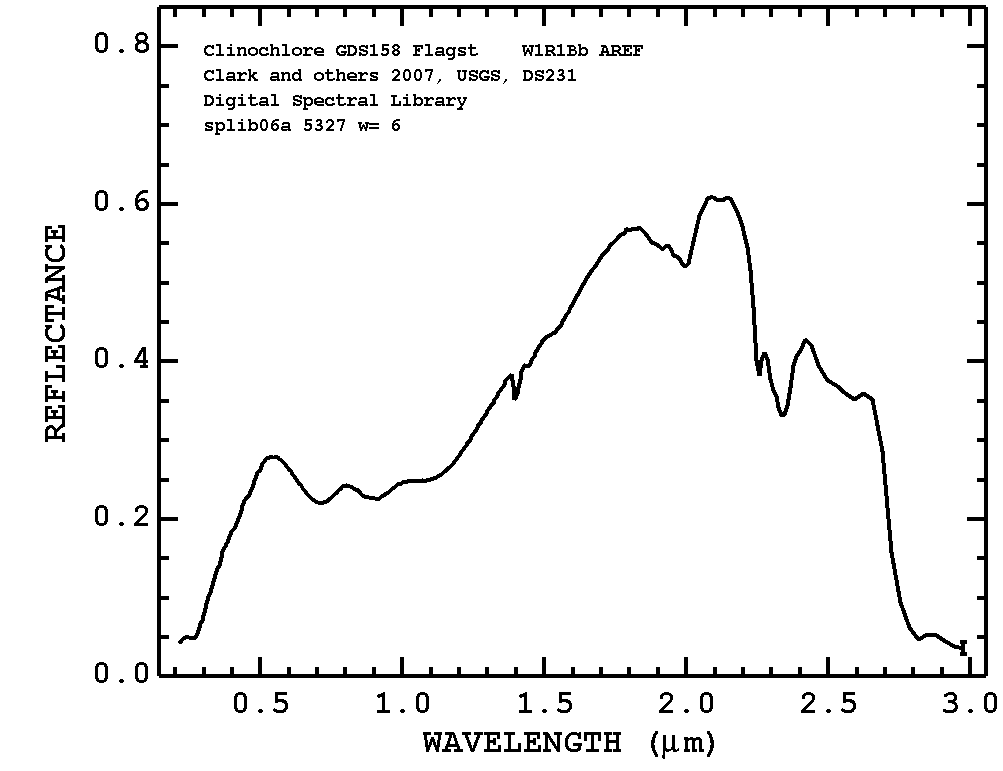 Clinochlore GDS158 Flagst W1R1Bb AREF
Clark and others 2007, USGS, DS231
Digital Spectral Library
splib06a 5327 w= 6
0.8
0.6
0.4
0.2
0.0
REFLECTANCE
0.5 1.0 1.5 2.0 2.5 3.0
WAVELENGTH (μm)